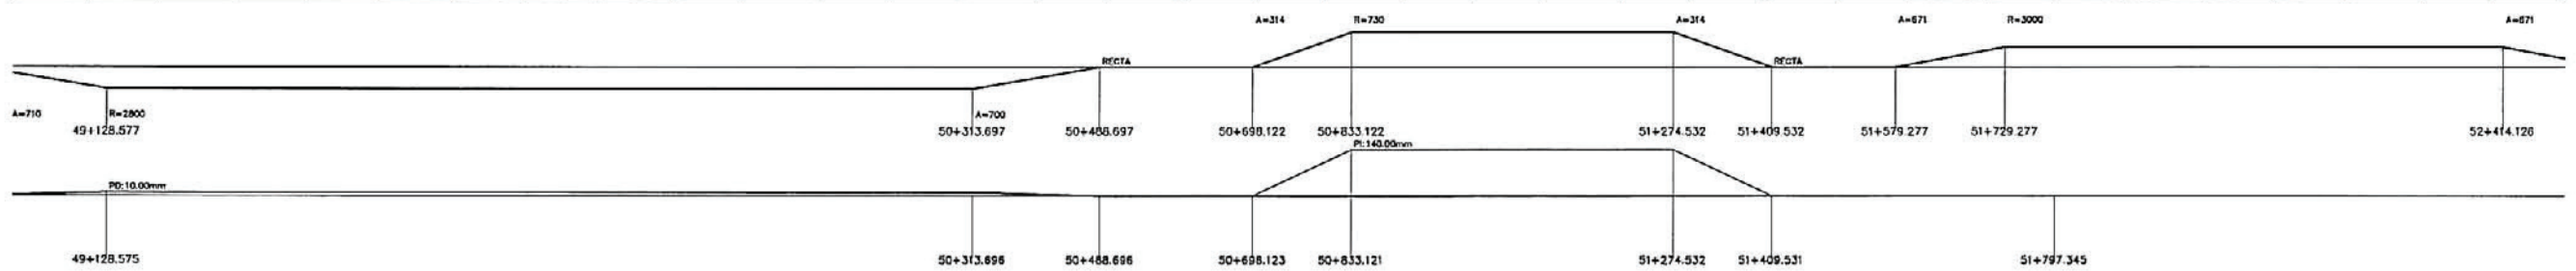 A=314 R=730 A=314 A=671 R=3000 A=671
RECTA RECTA
A=710 R=2800 A=700
49+128.577 50+313.697 50+488.697 50+698.122 50+833.122 51+274.532 51+409.532 51+579.277 51+729.277 52+414.126
PI:140.00mm
PD:10.00mm
49+128.575 50+313.696 50+488.696 50+698.123 50+833.121 51+274.532 51+409.531 51+797.345